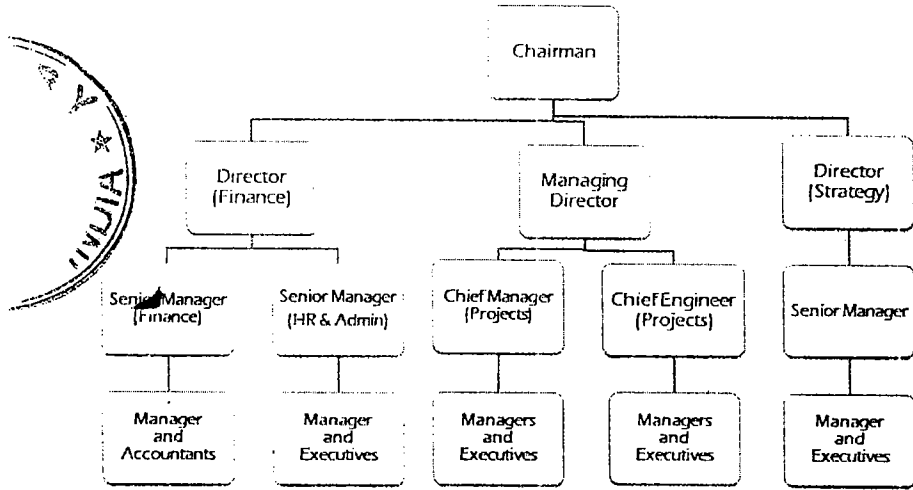 Chairman
Director
(Finance)
Managing
Director
Director
(Strategy)
Senior Manager
(Finance)
Senior Manager
(HR & Admin)
Chief Manager
(Projects)
Chief Engineer
(Projects)
Senior Manager
Manager
and
Accountants
Manager
and
Executives
Managers
and
Executives
Managers
and
Executives
Manager
and
Executives
INDIA